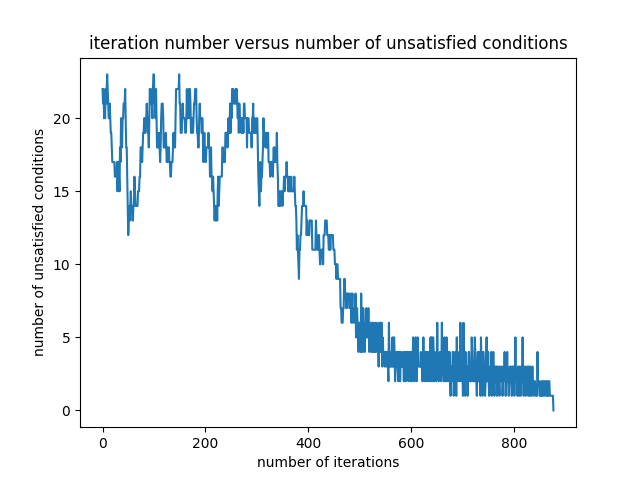 iteration number versus number of unsatisfied conditions
number of unsatisfied conditions
20
15
10
5
0
0 200 400 600 800
number of iterations